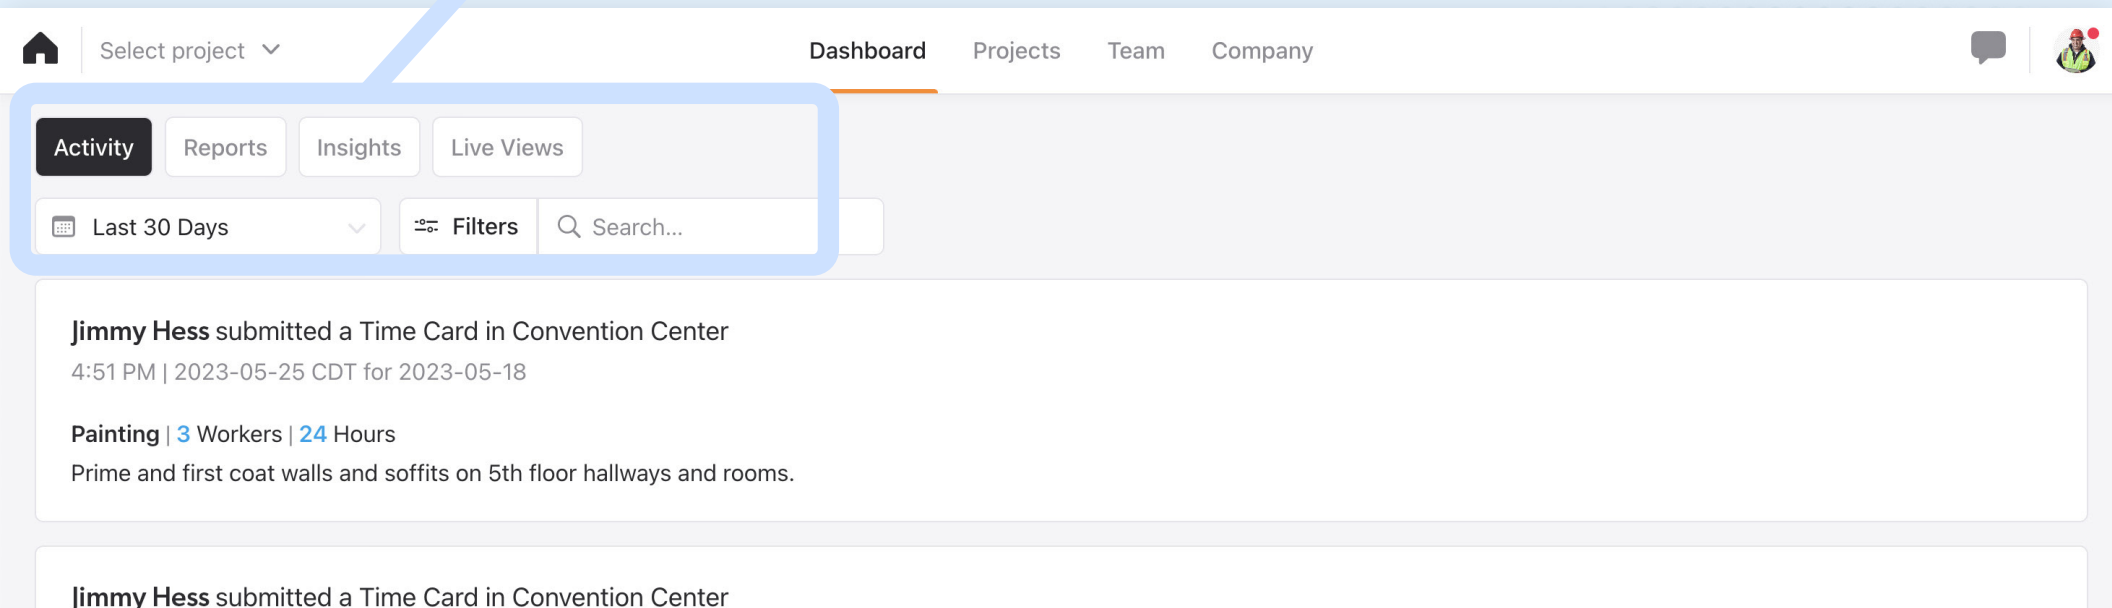 Select project
Dashboard Projects Team Company
Activity Reports Insights Live Views
Last 30 Days Filters Search...
Jimmy Hess submitted a Time Card in Convention Center
4:51 PM | 2023-05-25 CDT for 2023-05-18
Painting | 3 Workers | 24 Hours
Prime and first coat walls and soffits on 5th floor hallways and rooms.
Jimmy Hess submitted a Time Card in Convention Center